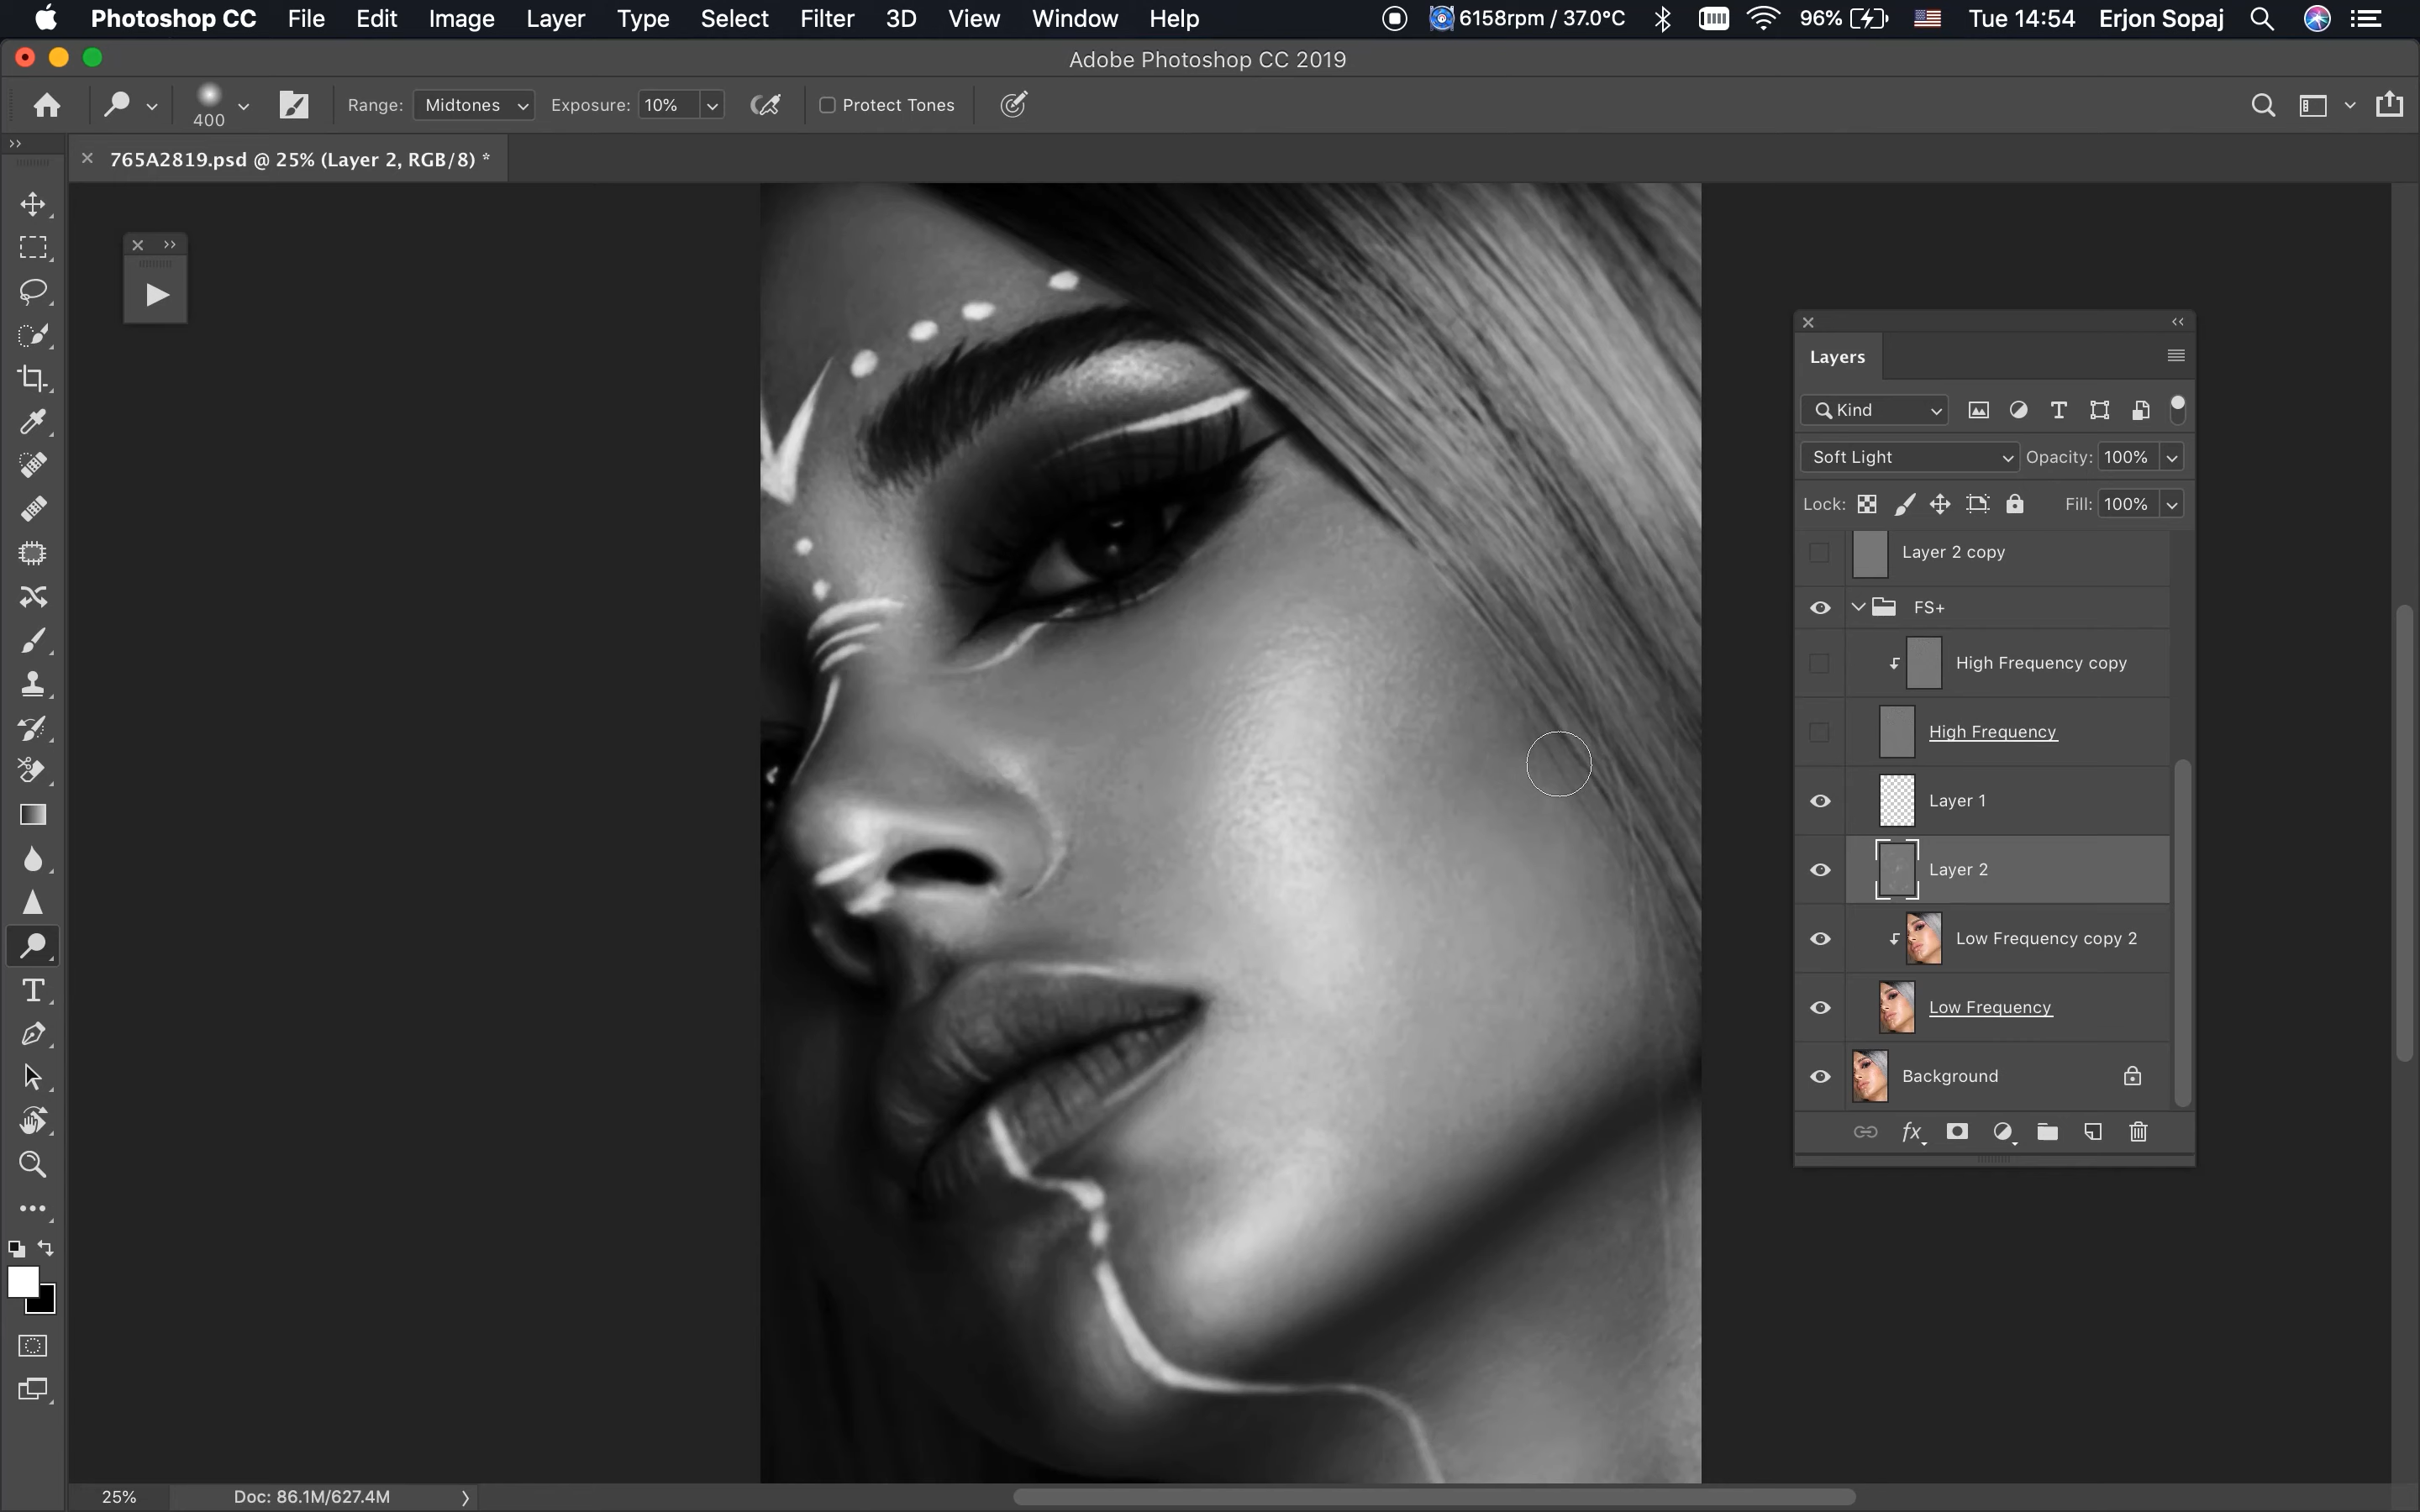 Photoshop CC File Edit Image Layer Type Select Filter 3D View Window Help 6158rpm / 37.0°C 96% Tue 14:54 Erjon Sopaj
Adobe Photoshop CC 2019
400 Range: Midtones Exposure: 10% Protect Tones
765A2819.psd @ 25% (Layer 2, RGB/8) *
Layers
Kind
Soft Light Opacity: 100%
Lock: Fill: 100%
Layer 2 copy
FS+
High Frequency copy
High Frequency
Layer 1
Layer 2
Low Frequency copy 2
Low Frequency
Background
fx
25% Doc: 86.1M/627.4M